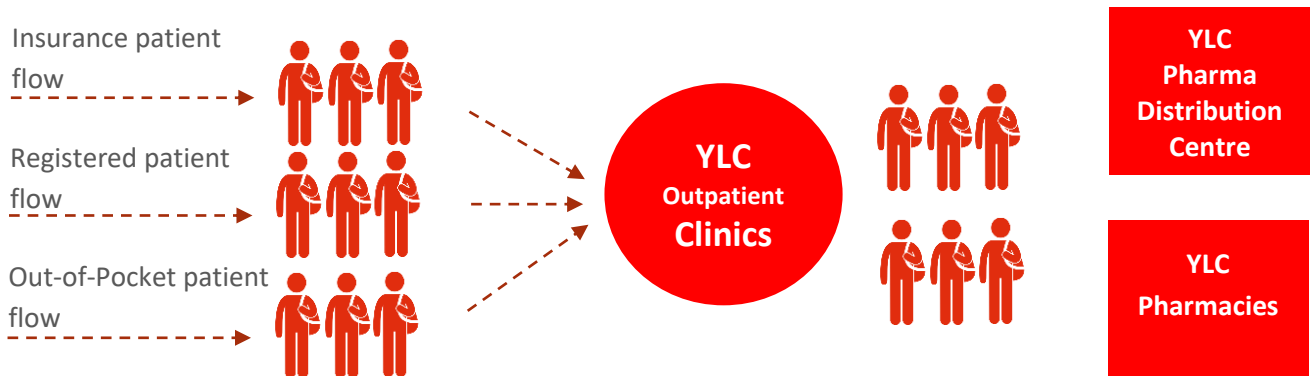 Insurance patient
flow
Registered patient
flow
Out-of-Pocket patient
flow
YLC
Outpatient
Clinics
YLC
Pharma
Distribution
Centre
YLC
Pharmacies